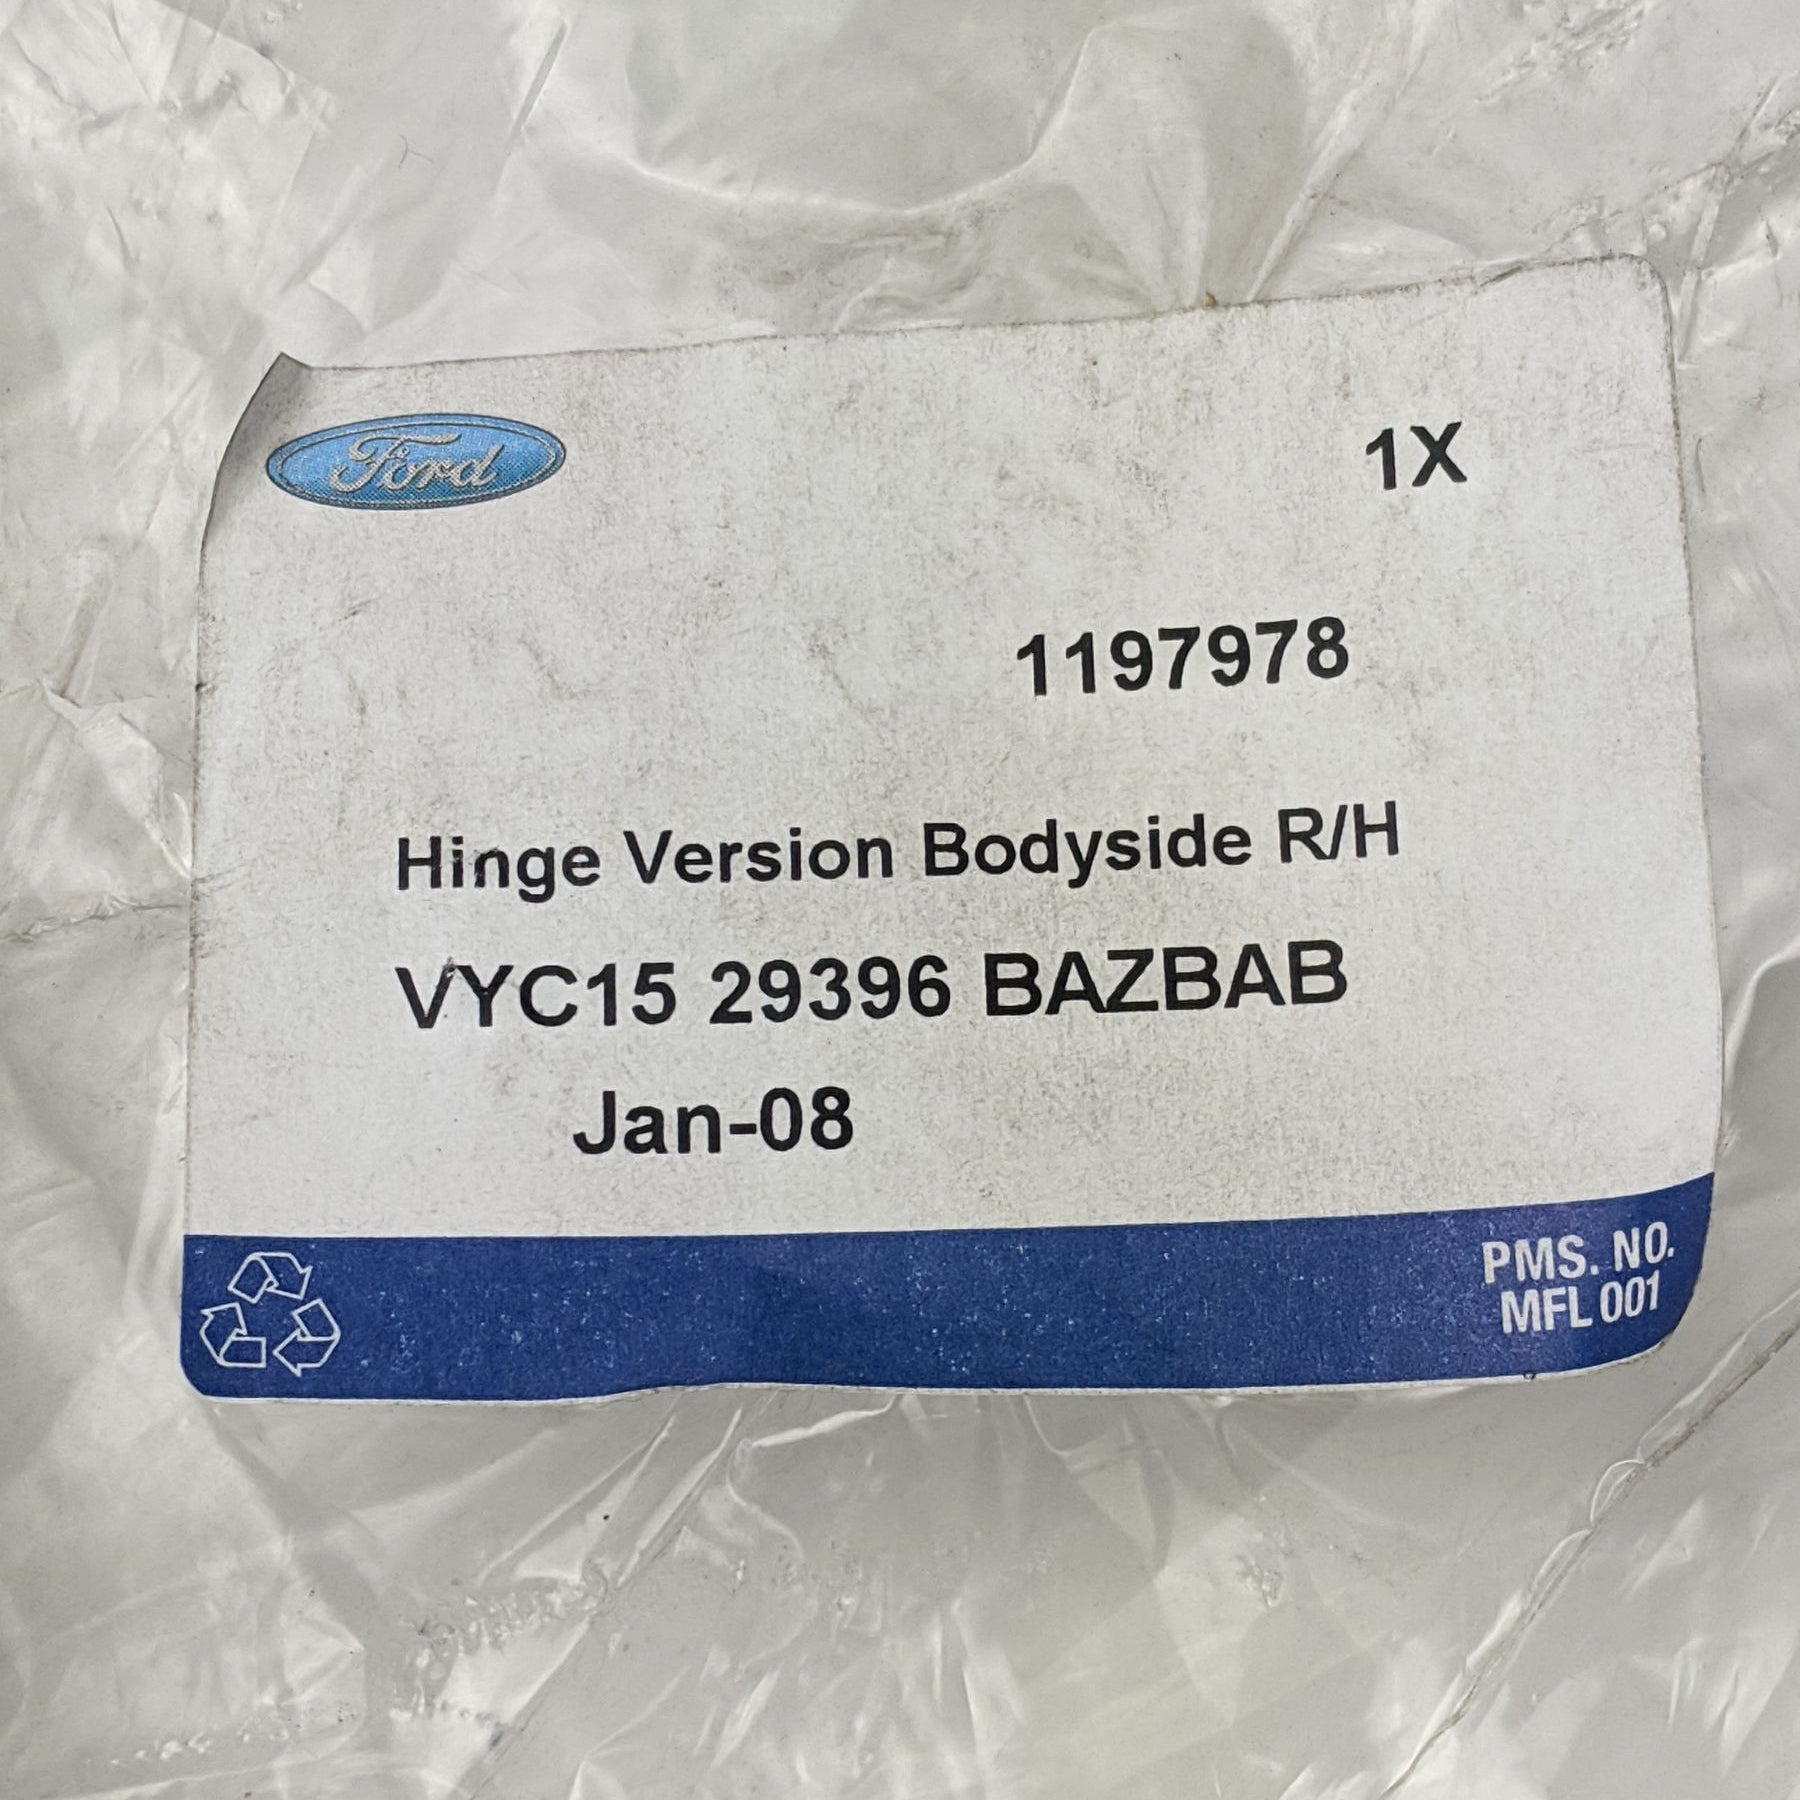 Ford
1X
1197978
Hinge Version Bodyside R/H
VYC15 29396 BAZBAB
Jan-08
PMS. NO.
MFL 001